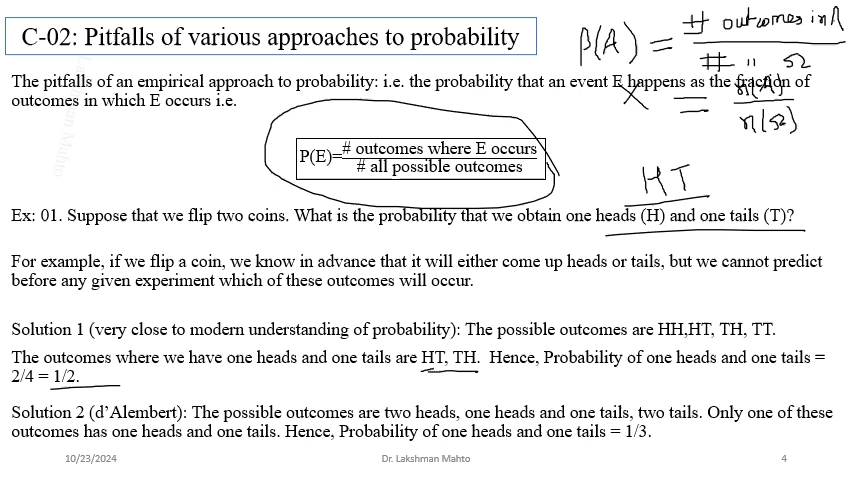 C-02: Pitfalls of various approaches to probability
P(A) = # outcomes in A
# " Ω
= n(A)
n(Ω)
The pitfalls of an empirical approach to probability: i.e. the probability that an event E happens as the fraction of
outcomes in which E occurs i.e.
P(E)= # outcomes where E occurs
# all possible outcomes
HT
Ex: 01. Suppose that we flip two coins. What is the probability that we obtain one heads (H) and one tails (T)?
For example, if we flip a coin, we know in advance that it will either come up heads or tails, but we cannot predict
before any given experiment which of these outcomes will occur.
Solution 1 (very close to modern understanding of probability): The possible outcomes are HH,HT, TH, TT.
The outcomes where we have one heads and one tails are HT, TH. Hence, Probability of one heads and one tails =
2/4 = 1/2.
Solution 2 (d’Alembert): The possible outcomes are two heads, one heads and one tails, two tails. Only one of these
outcomes has one heads and one tails. Hence, Probability of one heads and one tails = 1/3.
10/23/2024
Dr. Lakshman Mahto
4
Lakshman Mahto